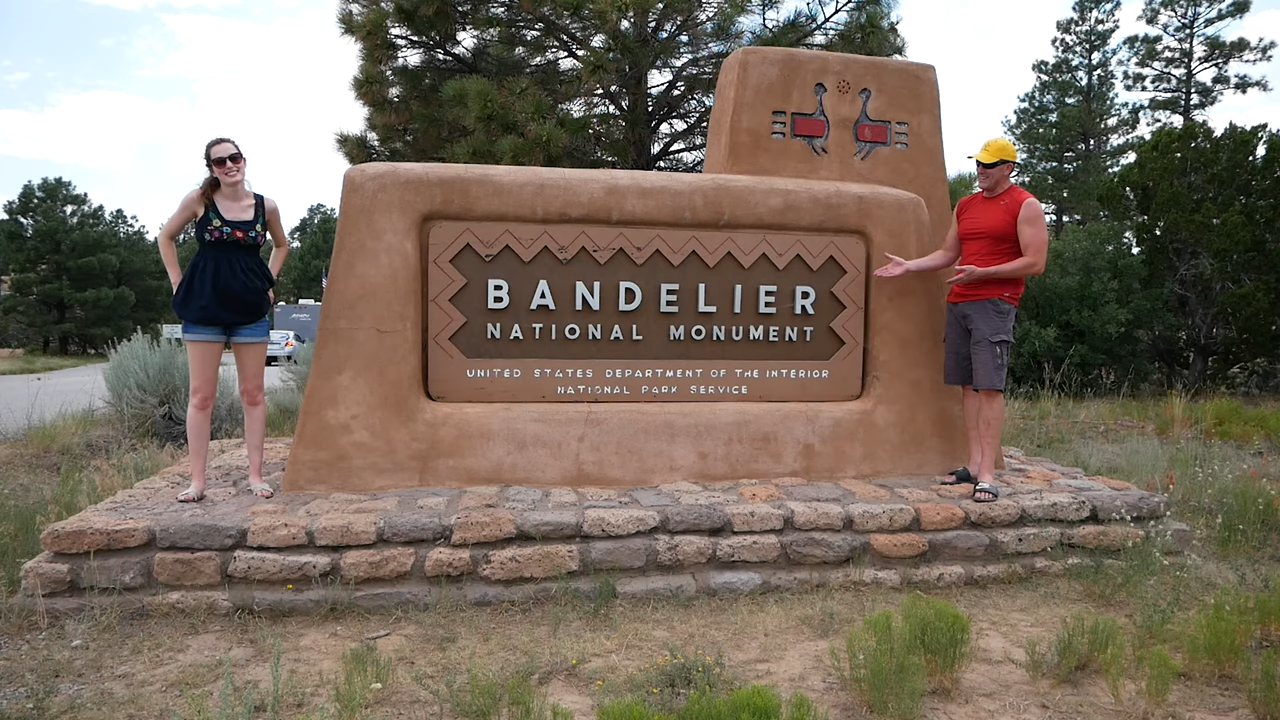 BANDELIER
NATIONAL MONUMENT
UNITED STATES DEPARTMENT OF THE INTERIOR
NATIONAL PARK SERVICE